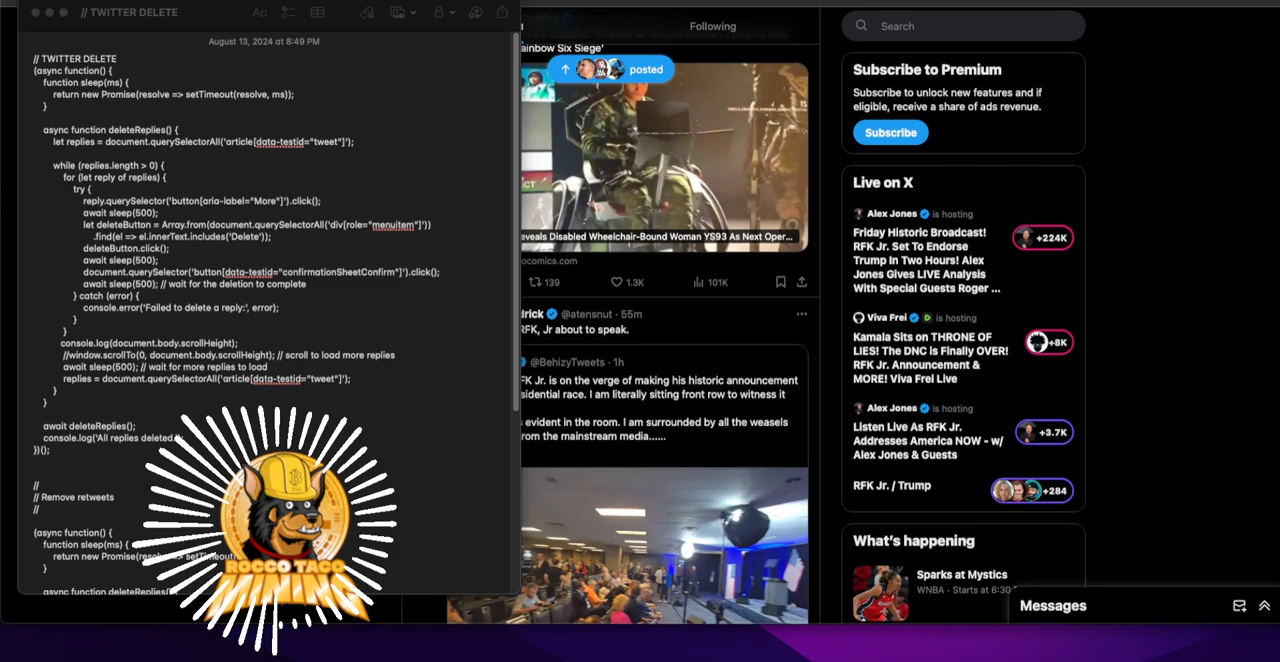 // TWITTER DELETE
Aa
August 13, 2024 at 8:49 PM
// TWITTER DELETE
(async function() {
function sleep(ms) {
return new Promise(resolve => setTimeout(resolve, ms));
}
async function deleteReplies() {
let replies = document.querySelectorAll('article[data-testid="tweet"]');
while (replies.length > 0) {
for (let reply of replies) {
try {
reply.querySelector('button[aria-label="More"]').click();
await sleep(500);
let deleteButton = Array.from(document.querySelectorAll('div[role="menuitem"]'))
.find(el => el.innerText.includes('Delete'));
deleteButton.click();
await sleep(500);
document.querySelector('button[data-testid="confirmationSheetConfirm"]').click();
await sleep(500); // wait for the deletion to complete
} catch (error) {
console.error('Failed to delete a reply:', error);
}
}
console.log(document.body.scrollHeight);
//window.scrollTo(0, document.body.scrollHeight); // scroll to load more replies
await sleep(500); // wait for more replies to load
replies = document.querySelectorAll('article[data-testid="tweet"]');
}
}
await deleteReplies();
console.log('All replies deleted.
})();
//
// Remove retweets
//
(async function() {
function sleep(ms) {
return new Promise(resolve => setTimeout(
}
async function deleteReplies()
ROCCO TACO
MINING
Following
ainbow Six Siege'
posted
eveals Disabled Wheelchair-Bound Woman YS93 As Next Oper...
ocomics.com
139
1.3K
101K
drick @atensnut · 55m
RFK, Jr about to speak.
@BehizyTweets · 1h
FK Jr. is on the verge of making his historic announcement
sidential race. I am literally sitting front row to witness it
s evident in the room. I am surrounded by all the weasels
from the mainstream media......
Search
Subscribe to Premium
Subscribe to unlock new features and if
eligible, receive a share of ads revenue.
Subscribe
Live on X
Alex Jones is hosting
FrIday Historic Broadcast!
RFK Jr. Set To Endorse
Trump In Two Hours! Alex
Jones Gives LIVE Analysis
With Special Guests Roger ...
+224K
Viva Frei is hosting
Kamala Sits on THRONE OF
LIES! The DNC is Finally OVER!
RFK Jr. Announcement &
MORE! Viva Frei Live
+8K
Alex Jones is hosting
Listen Live As RFK Jr.
Addresses America NOW - w/
Alex Jones & Guests
+3.7K
RFK Jr. / Trump
+284
What's happening
Sparks at Mystics
WNBA · Starts at 6:30
Messages